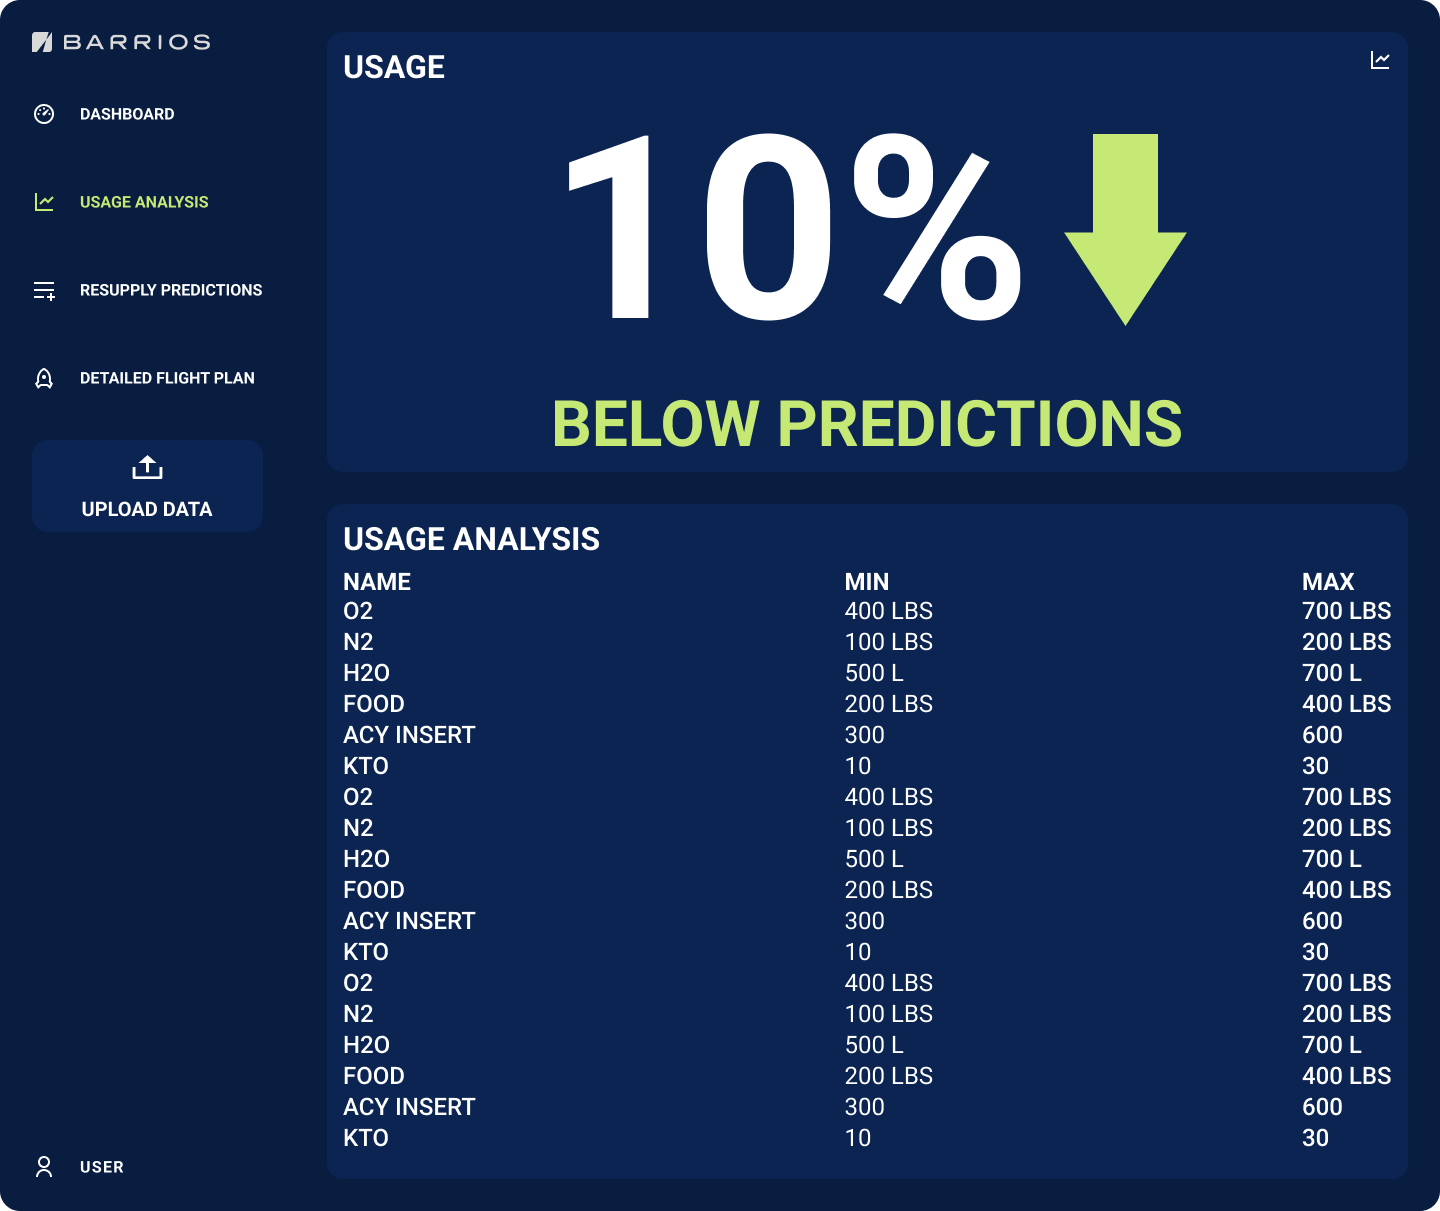 BARRIOS
DASHBOARD
USAGE ANALYSIS
RESUPPLY PREDICTIONS
DETAILED FLIGHT PLAN
UPLOAD DATA
USER
USAGE
10%
BELOW PREDICTIONS
USAGE ANALYSIS
NAME MIN MAX
O2 400 LBS 700 LBS
N2 100 LBS 200 LBS
H2O 500 L 700 L
FOOD 200 LBS 400 LBS
ACY INSERT 300 600
KTO 10 30
O2 400 LBS 700 LBS
N2 100 LBS 200 LBS
H2O 500 L 700 L
FOOD 200 LBS 400 LBS
ACY INSERT 300 600
KTO 10 30
O2 400 LBS 700 LBS
N2 100 LBS 200 LBS
H2O 500 L 700 L
FOOD 200 LBS 400 LBS
ACY INSERT 300 600
KTO 10 30